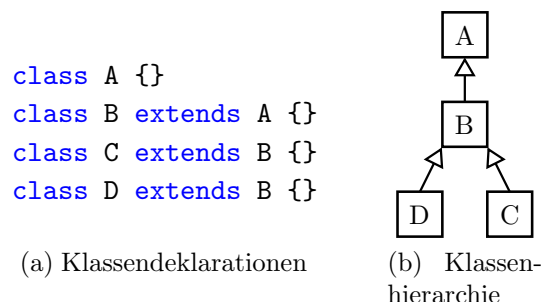 class A {}
class B extends A {}
class C extends B {}
class D extends B {}
(a) Klassendeklarationen
A
B
D C
(b) Klassen-
hierarchie